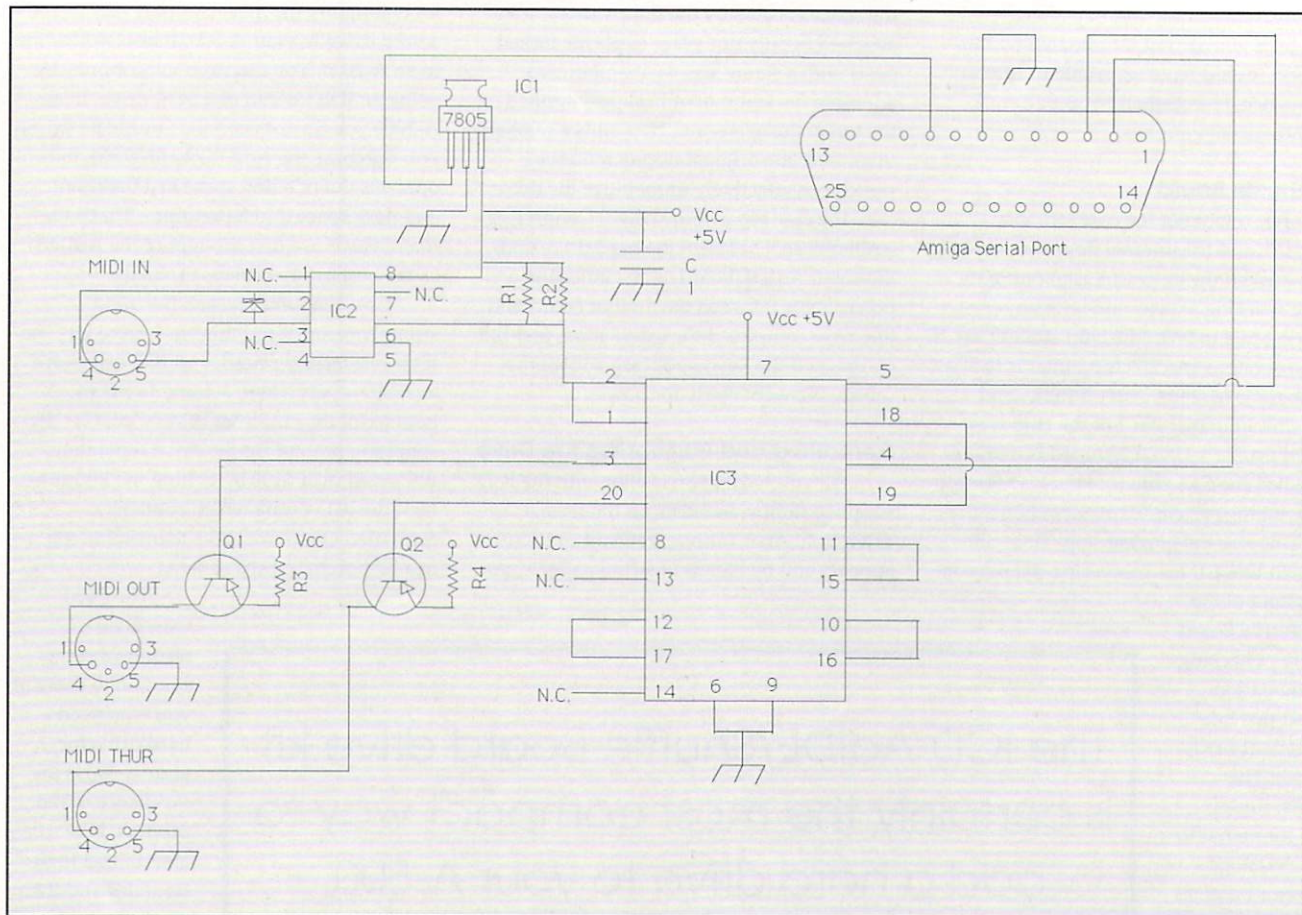 IC1
7805
13
1
25
14
Amiga Serial Port
Vcc
+5V
C
1
MIDI IN
N.C.
1
8
2
7
N.C.
IC2
N.C.
3
6
4
5
R1
R2
1
3
4
2
5
Vcc +5V
7
2
5
1
18
3
4
IC3
20
19
Q1
Vcc
R3
Q2
Vcc
R4
N.C.
8
11
N.C.
13
15
12
10
17
16
N.C.
14
6
9
MIDI OUT
1
3
4
2
5
MIDI THUR
1
3
4
2
5